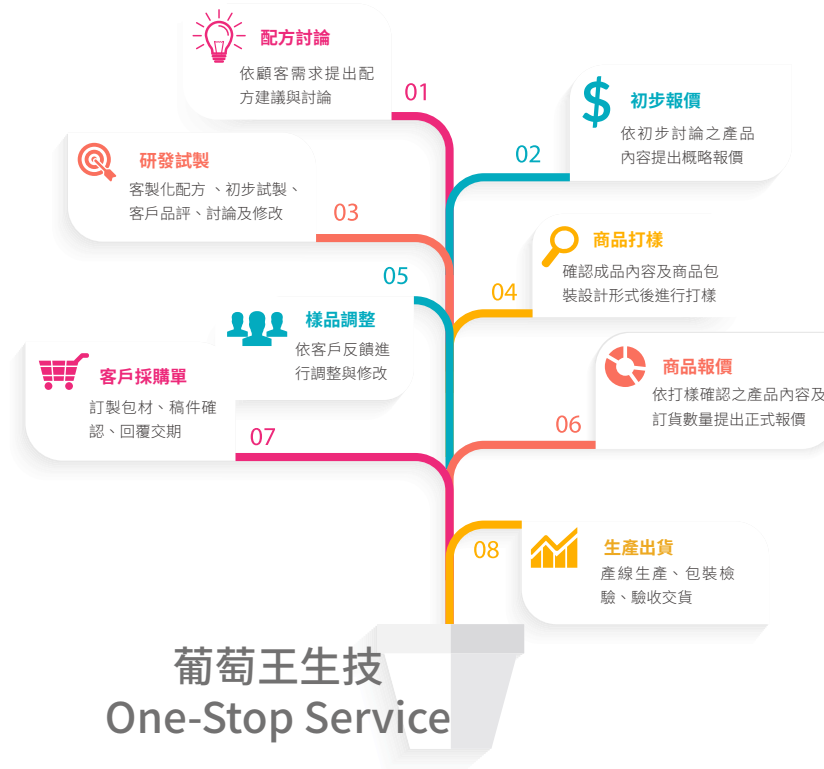 配方討論
依顧客需求提出配
方建議與討論
01
初步報價
依初步討論之產品
內容提出概略報價
02
研發試製
客製化配方、初步試製、
客戶品評、討論及修改
03
商品打樣
確認成品內容及商品包
裝設計形式後進行打樣
04
05
樣品調整
依客戶反饋進
行調整與修改
商品報價
依打樣確認之產品內容及
訂貨數量提出正式報價
06
客戶採購單
訂製包材、稿件確
認、回覆交期
07
08
生產出貨
產線生產、包裝檢
驗、驗收交貨
葡萄王生技
One-Stop Service